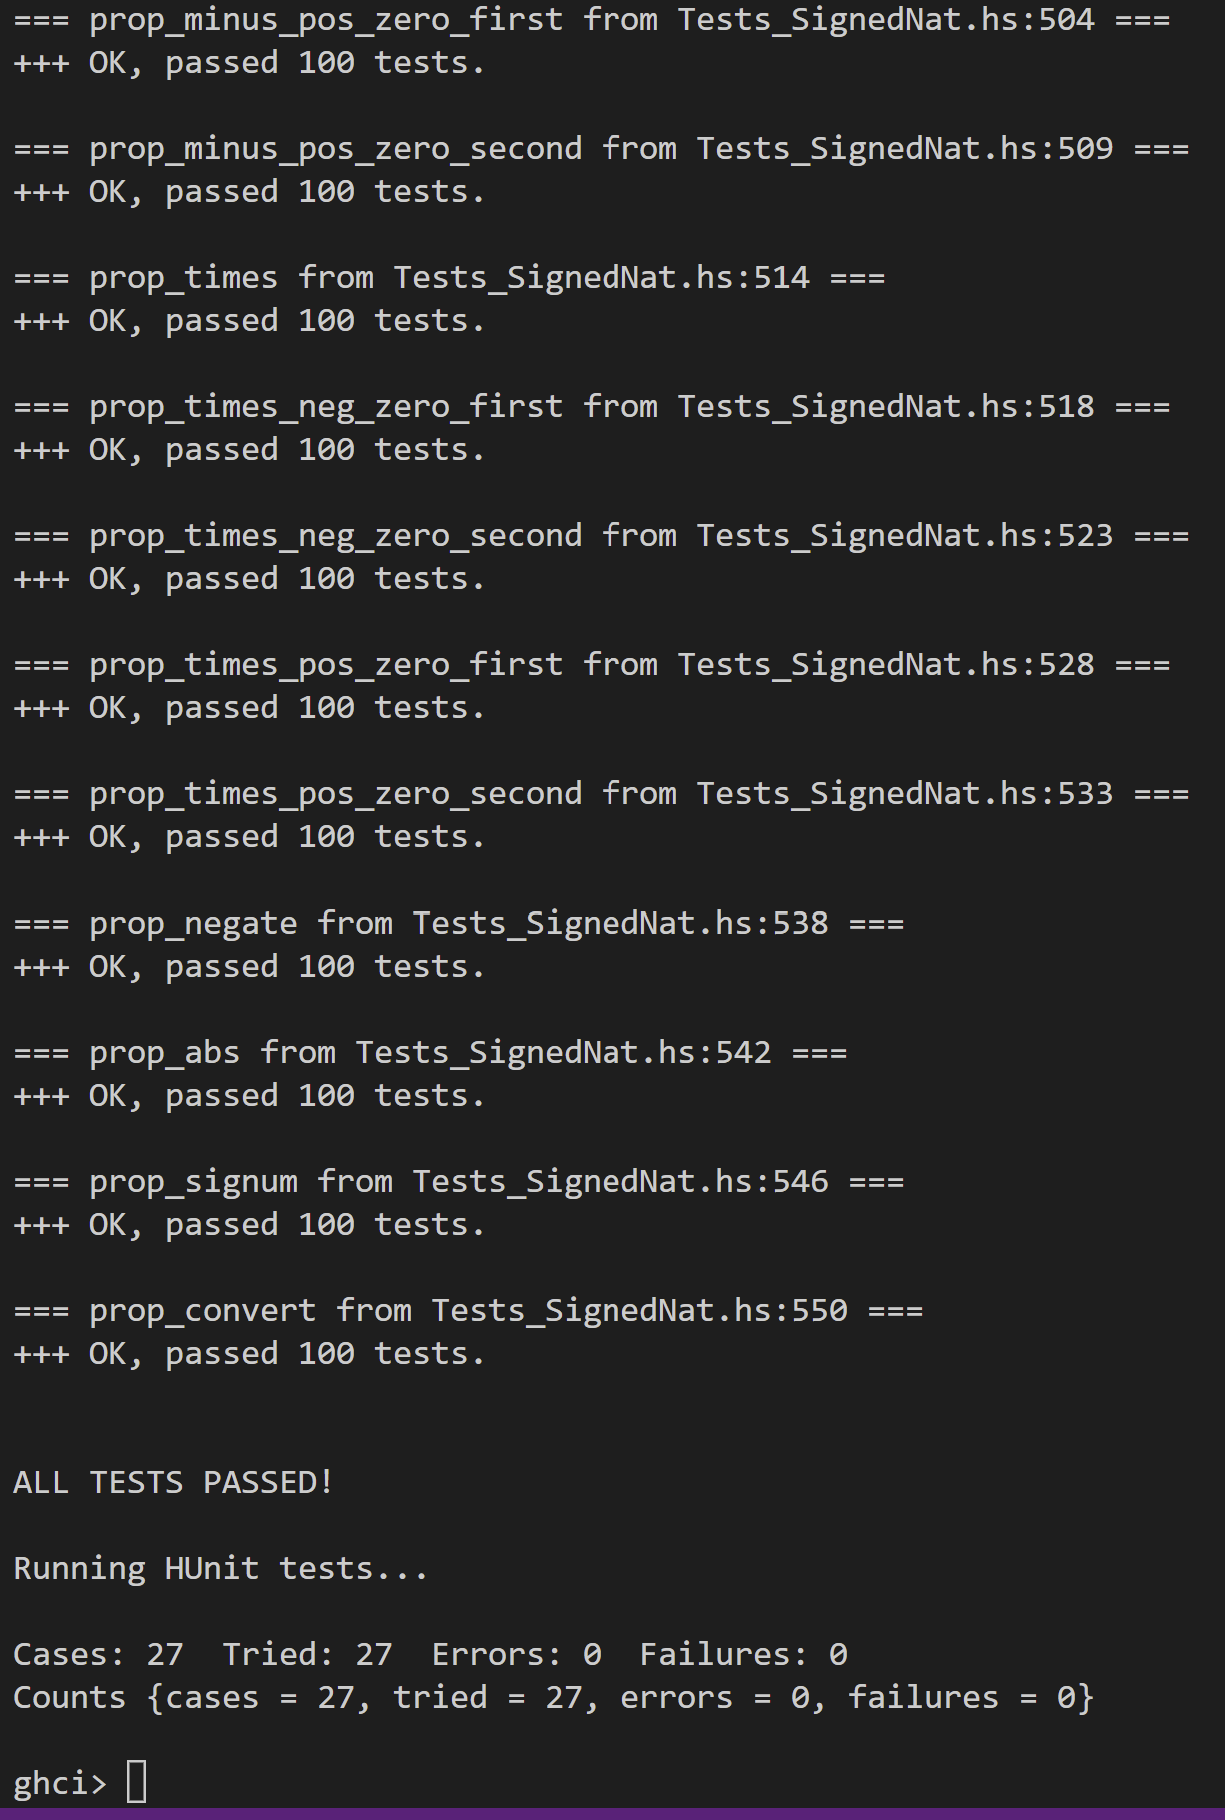 === prop_minus_pos_zero_first from Tests_SignedNat.hs:504 ===
+++ OK, passed 100 tests.
=== prop_minus_pos_zero_second from Tests_SignedNat.hs:509 ===
+++ OK, passed 100 tests.
=== prop_times from Tests_SignedNat.hs:514 ===
+++ OK, passed 100 tests.
=== prop_times_neg_zero_first from Tests_SignedNat.hs:518 ===
+++ OK, passed 100 tests.
=== prop_times_neg_zero_second from Tests_SignedNat.hs:523 ===
+++ OK, passed 100 tests.
=== prop_times_pos_zero_first from Tests_SignedNat.hs:528 ===
+++ OK, passed 100 tests.
=== prop_times_pos_zero_second from Tests_SignedNat.hs:533 ===
+++ OK, passed 100 tests.
=== prop_negate from Tests_SignedNat.hs:538 ===
+++ OK, passed 100 tests.
=== prop_abs from Tests_SignedNat.hs:542 ===
+++ OK, passed 100 tests.
=== prop_signum from Tests_SignedNat.hs:546 ===
+++ OK, passed 100 tests.
=== prop_convert from Tests_SignedNat.hs:550 ===
+++ OK, passed 100 tests.
ALL TESTS PASSED!
Running HUnit tests...
Cases: 27  Tried: 27  Errors: 0  Failures: 0
Counts {cases = 27, tried = 27, errors = 0, failures = 0}
ghci>